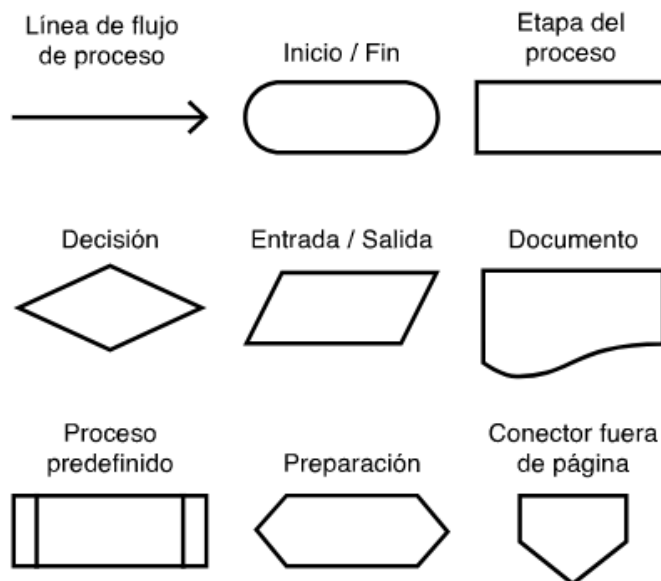 Línea de flujo
de proceso
Inicio / Fin
Etapa del
proceso
Decisión
Entrada / Salida
Documento
Proceso
predefinido
Preparación
Conector fuera
de página